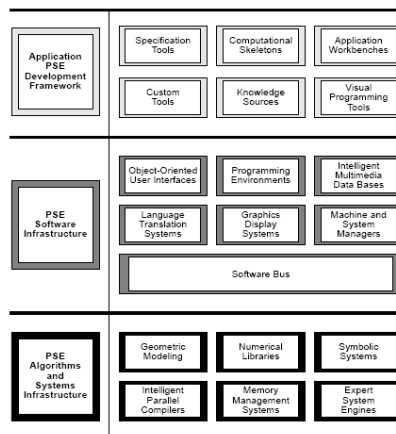 Application
PSE
Development
Framework
Specification
Tools
Computational
Skeletons
Application
Workbenches
Custom
Tools
Knowledge
Sources
Visual
Programming
Tools
PSE
Software
Infrastructure
Object-Oriented
User Interfaces
Programming
Environments
Intelligent
Multimedia
Data Bases
Language
Translation
Systems
Graphics
Display
Systems
Machine and
System
Managers
Software Bus
PSE
Algorithms
and
Systems
Infrastructure
Geometric
Modeling
Numerical
Libraries
Symbolic
Systems
Intelligent
Parallel
Compilers
Memory
Management
Systems
Expert
System
Engines